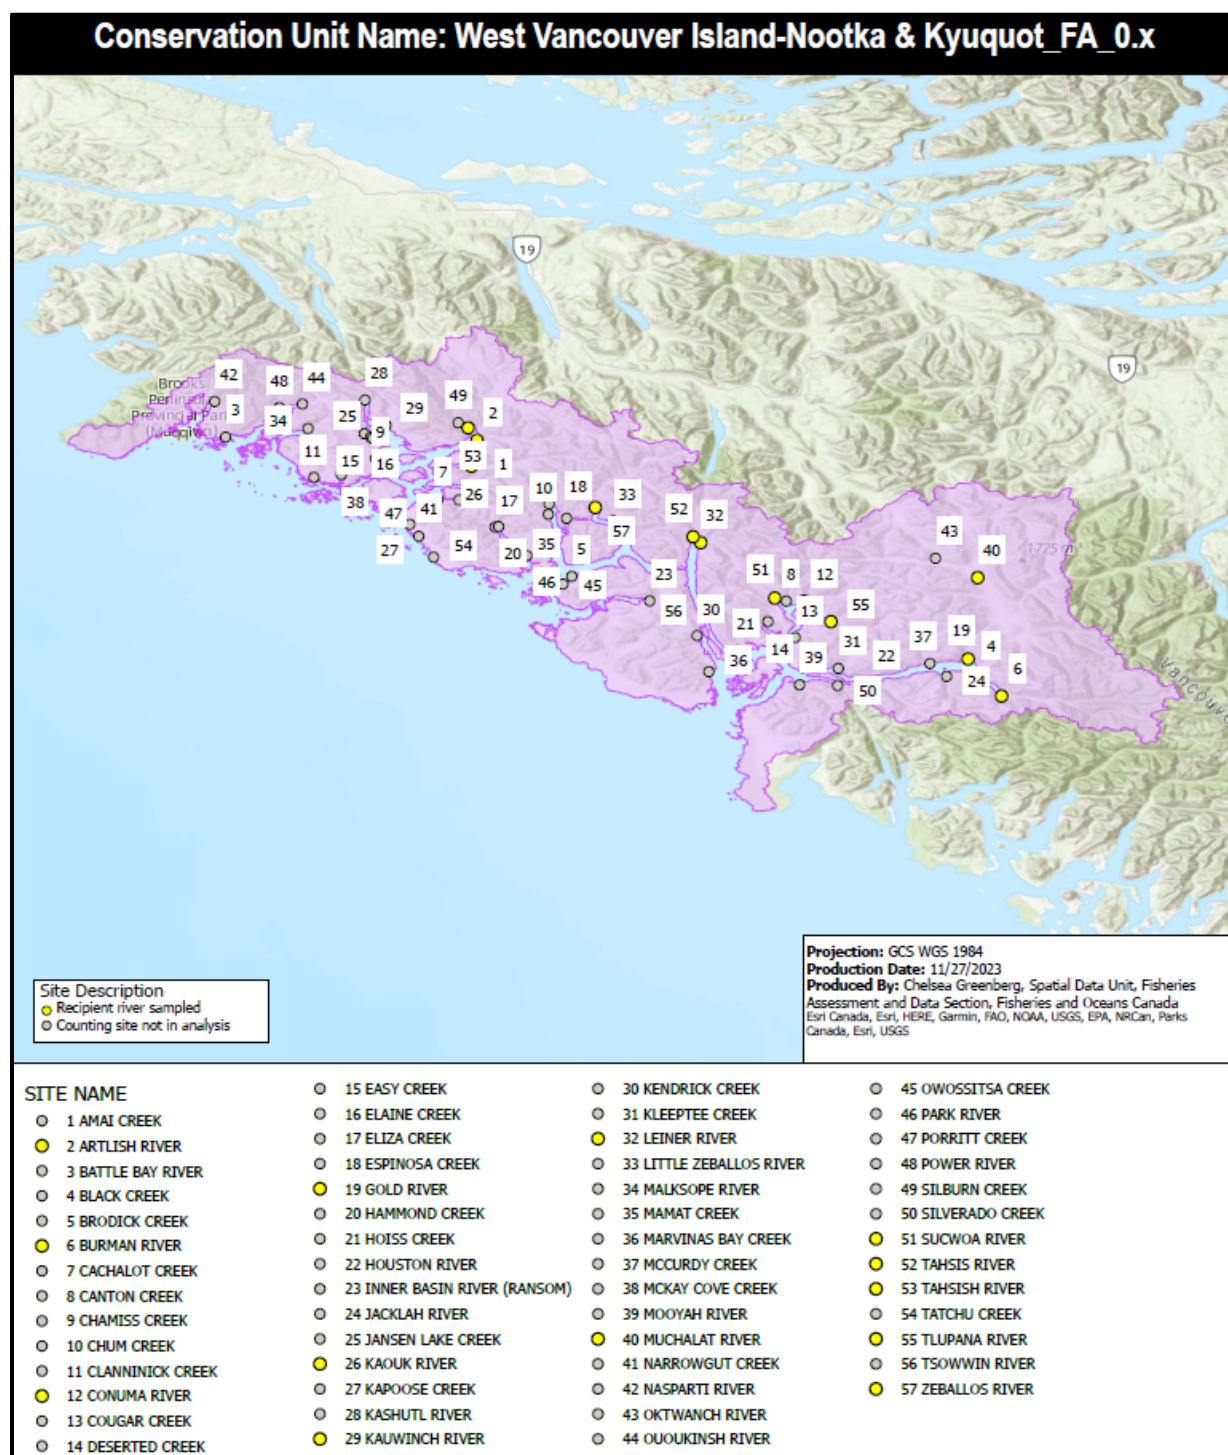 Conservation Unit Name: West Vancouver Island-Nootka & Kyuquot_FA_0.x
19
19
42
48
44
28
Brooks
Peninsula
Provincial Park
(Muqqiwn)
3
34
25
29
49
2
9
11
15
16
7
53
1
38
47
41
26
17
10
18
33
52
32
27
54
20
35
5
57
43
40
1725 m
46
45
23
56
30
51
8
12
21
13
55
14
39
31
22
37
19
4
6
24
36
50
Vancouve
Projection: GCS WGS 1984
Production Date: 11/27/2023
Produced By: Chelsea Greenberg, Spatial Data Unit, Fisheries
Assessment and Data Section, Fisheries and Oceans Canada
Esri Canada, Esri, HERE, Garmin, FAO, NOAA, USGS, EPA, NRCan, Parks
Canada, Esri, USGS
Site Description
Recipient river sampled
Counting site not in analysis
SITE NAME
1 AMAI CREEK
2 ARTLISH RIVER
3 BATTLE BAY RIVER
4 BLACK CREEK
5 BRODICK CREEK
6 BURMAN RIVER
7 CACHALOT CREEK
8 CANTON CREEK
9 CHAMISS CREEK
10 CHUM CREEK
11 CLANNINICK CREEK
12 CONUMA RIVER
13 COUGAR CREEK
14 DESERTED CREEK
15 EASY CREEK
16 ELAINE CREEK
17 ELIZA CREEK
18 ESPINOSA CREEK
19 GOLD RIVER
20 HAMMOND CREEK
21 HOISS CREEK
22 HOUSTON RIVER
23 INNER BASIN RIVER (RANSOM)
24 JACKLAH RIVER
25 JANSEN LAKE CREEK
26 KAOUK RIVER
27 KAPOOSE CREEK
28 KASHUTL RIVER
29 KAUWINCH RIVER
30 KENDRICK CREEK
31 KLEEPTEE CREEK
32 LEINER RIVER
33 LITTLE ZEBALLOS RIVER
34 MALKSOPE RIVER
35 MAMAT CREEK
36 MARVINAS BAY CREEK
37 MCCURDY CREEK
38 MCKAY COVE CREEK
39 MOOYAH RIVER
40 MUCHALAT RIVER
41 NARROWGUT CREEK
42 NASPARTI RIVER
43 OKTWANCH RIVER
44 OUOUKINSH RIVER
45 OWOSSITSA CREEK
46 PARK RIVER
47 PORRITT CREEK
48 POWER RIVER
49 SILBURN CREEK
50 SILVERADO CREEK
51 SUCWOA RIVER
52 TAHSIS RIVER
53 TAHSISH RIVER
54 TATCHU CREEK
55 TLUPANA RIVER
56 TSOWWIN RIVER
57 ZEBALLOS RIVER